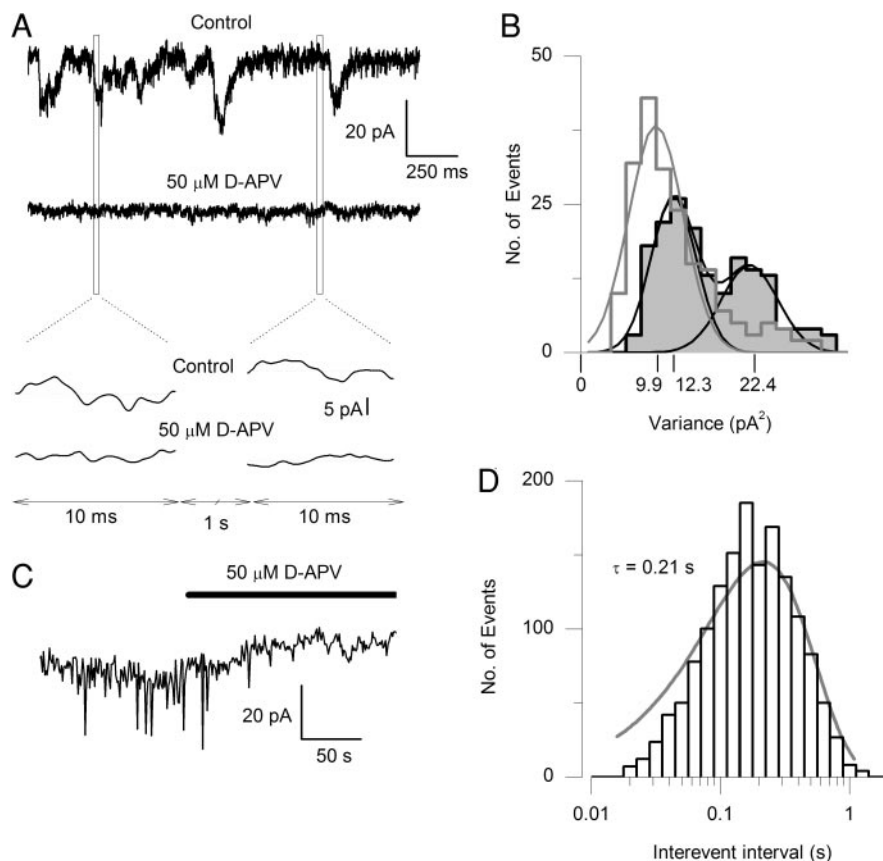 A
Control
20 pA
250 ms
50 μM D-APV
Control
5 pA
50 μM D-APV
10 ms
1 s
10 ms
B
50
25
0
No. of Events
0
9.9
12.3
22.4
Variance (pA²)
C
50 μM D-APV
20 pA
50 s
D
200
100
0
No. of Events
τ = 0.21 s
0.01
0.1
1
Interevent interval (s)